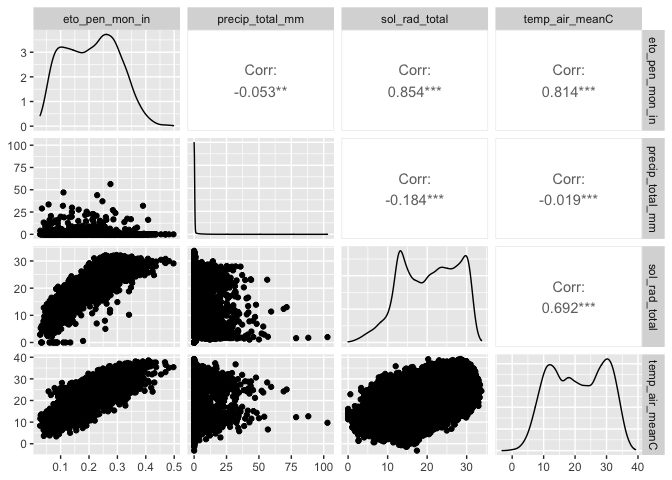 eto_pen_mon_in precip_total_mm sol_rad_total temp_air_meanC
3
2
1
0
Corr:
-0.053**
Corr:
0.854***
Corr:
0.814***
eto_pen_mon_in
100
75
50
25
0
Corr:
-0.184***
Corr:
-0.019***
precip_total_mm
30
20
10
0
Corr:
0.692***
sol_rad_total
40
30
20
10
0
temp_air_meanC
0.1 0.2 0.3 0.4 0.5 0 25 50 75 100 0 10 20 30 0 10 20 30 40